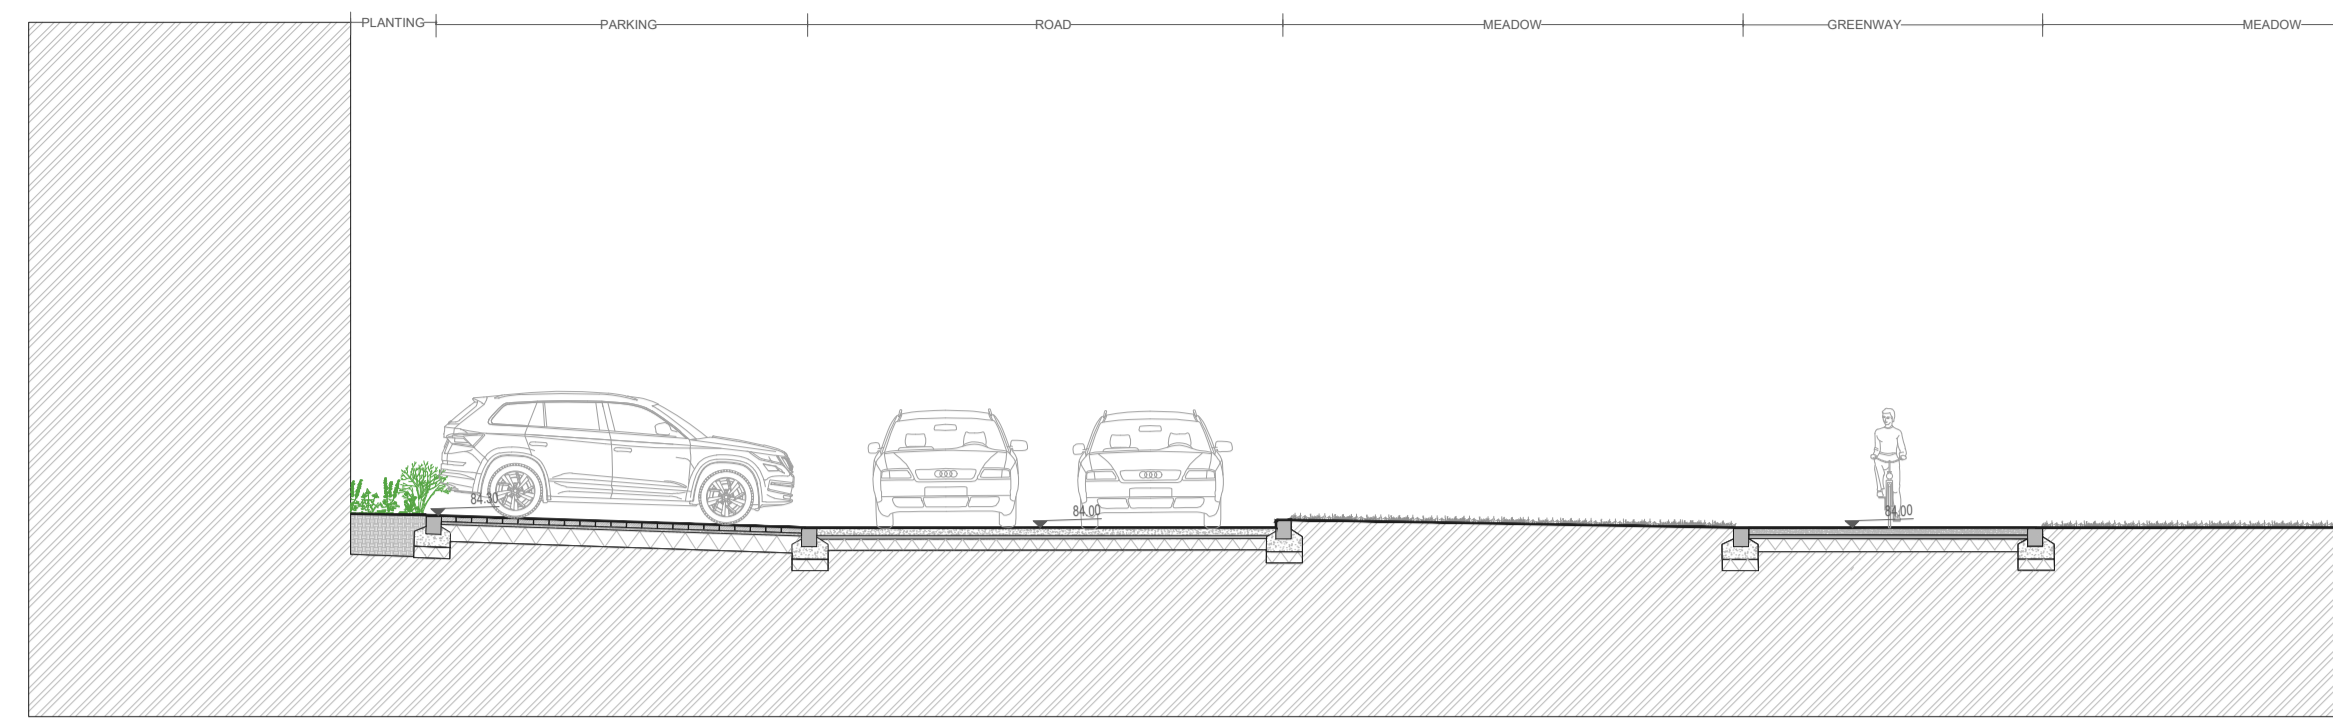 PLANTING
PARKING
ROAD
MEADOW
GREENWAY
MEADOW
84.30
84.00
84.00